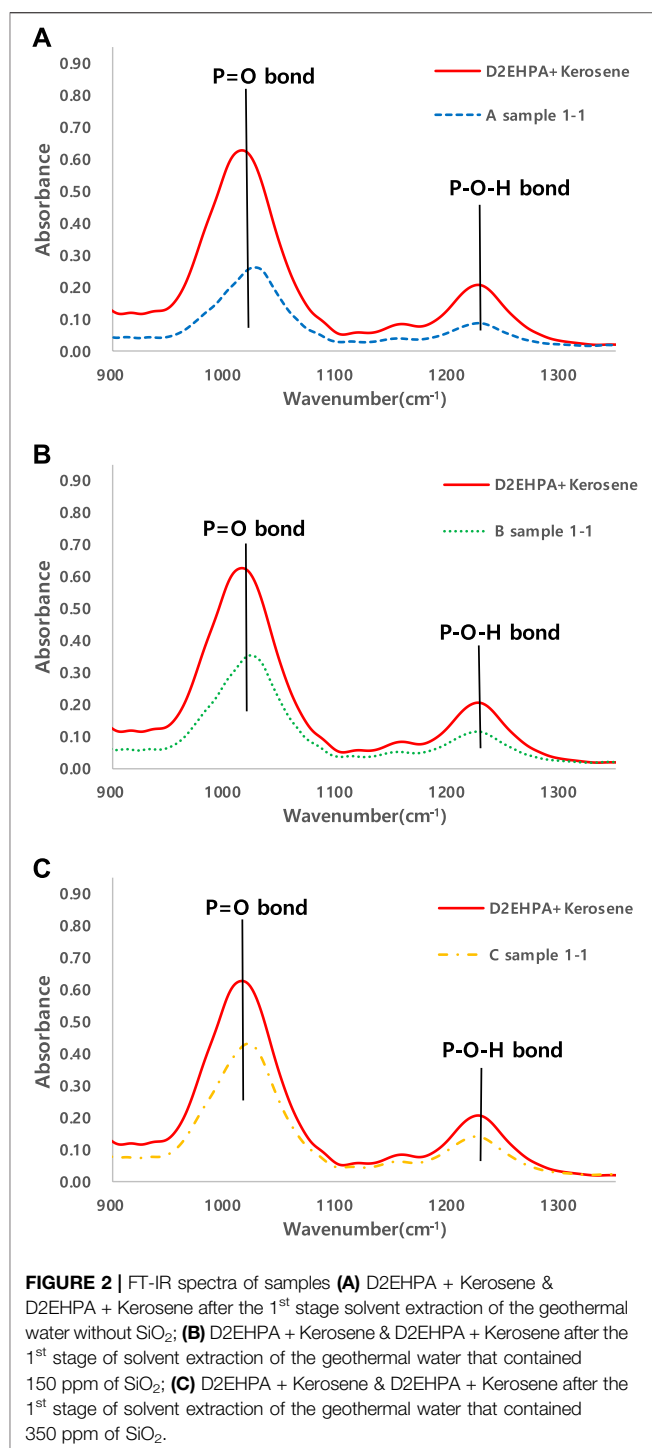 A
P=O bond
D2EHPA+Kerosene
A sample 1-1
P-O-H bond
Absorbance
0.90
0.80
0.70
0.60
0.50
0.40
0.30
0.20
0.10
0.00
900
1000
1100
1200
1300
Wavenumber(cm⁻¹)
B
P=O bond
D2EHPA+Kerosene
B sample 1-1
P-O-H bond
Absorbance
0.90
0.80
0.70
0.60
0.50
0.40
0.30
0.20
0.10
0.00
900
1000
1100
1200
1300
Wavenumber(cm⁻¹)
C
P=O bond
D2EHPA+Kerosene
C sample 1-1
P-O-H bond
Absorbance
0.90
0.80
0.70
0.60
0.50
0.40
0.30
0.20
0.10
0.00
900
1000
1100
1200
1300
Wavenumber(cm⁻¹)
FIGURE 2 | FT-IR spectra of samples (A) D2EHPA + Kerosene &
D2EHPA + Kerosene after the 1st stage solvent extraction of the geothermal
water without SiO₂; (B) D2EHPA + Kerosene & D2EHPA + Kerosene after the
1st stage of solvent extraction of the geothermal water that contained
150 ppm of SiO₂; (C) D2EHPA + Kerosene & D2EHPA + Kerosene after the
1st stage of solvent extraction of the geothermal water that contained
350 ppm of SiO₂.